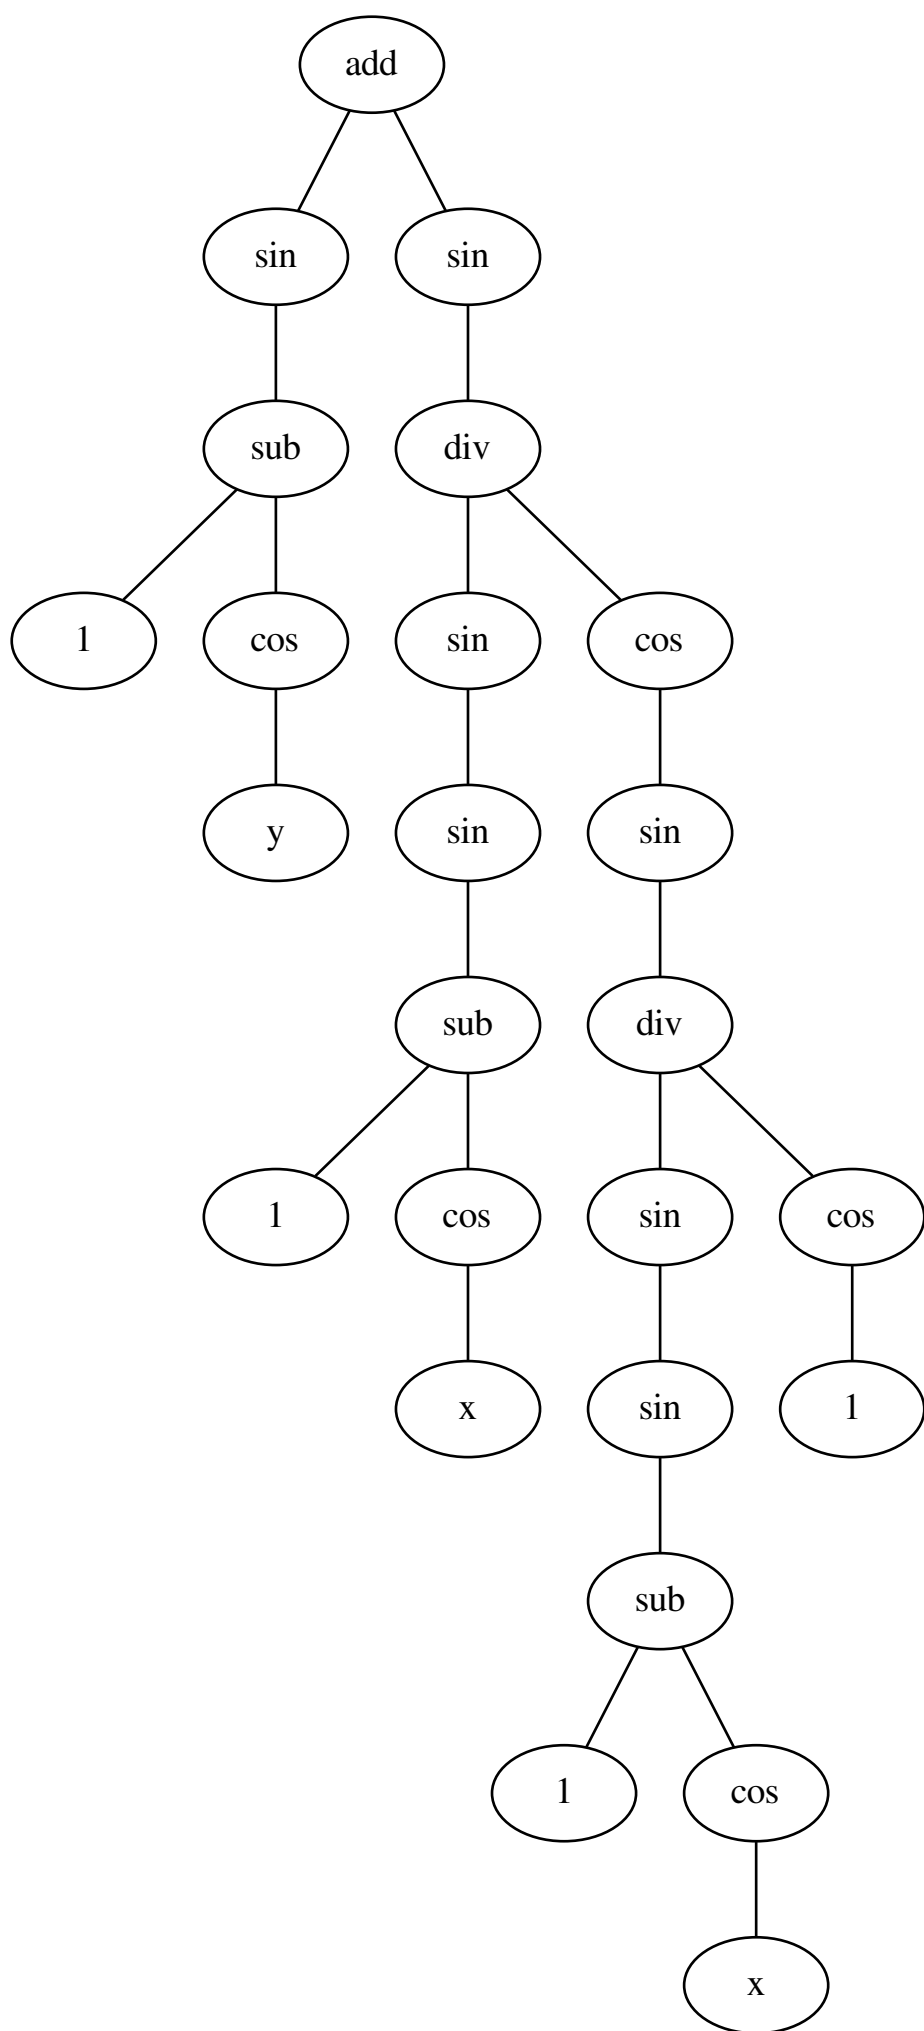 add
sin sin
sub div
1 cos sin cos
y sin sin
sub div
1 cos sin cos
x sin 1
sub
1 cos
x